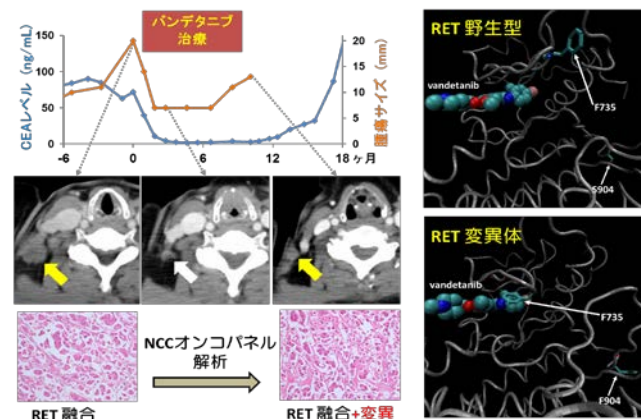 バンデタニブ
治療
CEAレベル (ng/mL)
150
100
50
0
20
15
10
5
0
腫瘍サイズ (mm)
-6
0
6
12
18 ヶ月
NCCオンコパネル
解析
RET 融合
RET 融合+変異
RET 野生型
vandetanib
F735
S904
RET 変異体
vandetanib
F735
F904